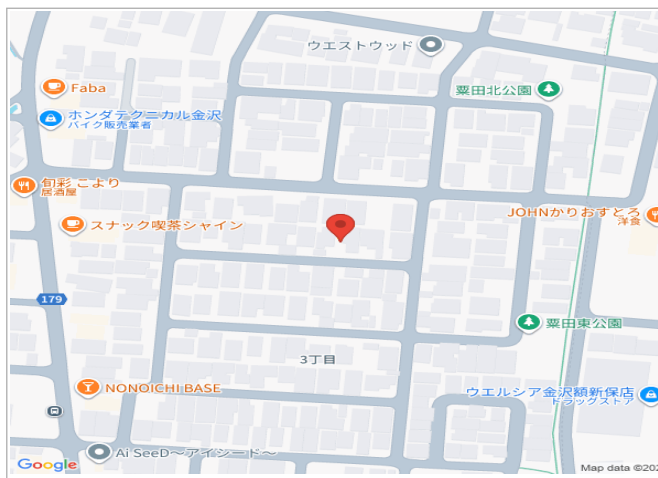 ウエストウッド
Faba
粟田北公園
ホンダテクニカル金沢
バイク販売業者
旬彩 こより
居酒屋
JOHNかりおすとろ
洋食
スナック喫茶シャイン
179
粟田東公園
3丁目
NONOICHI BASE
ウエルシア金沢額新保店
ドラッグストア
Ai SeeD〜アイシード〜
Google
Map data ©202